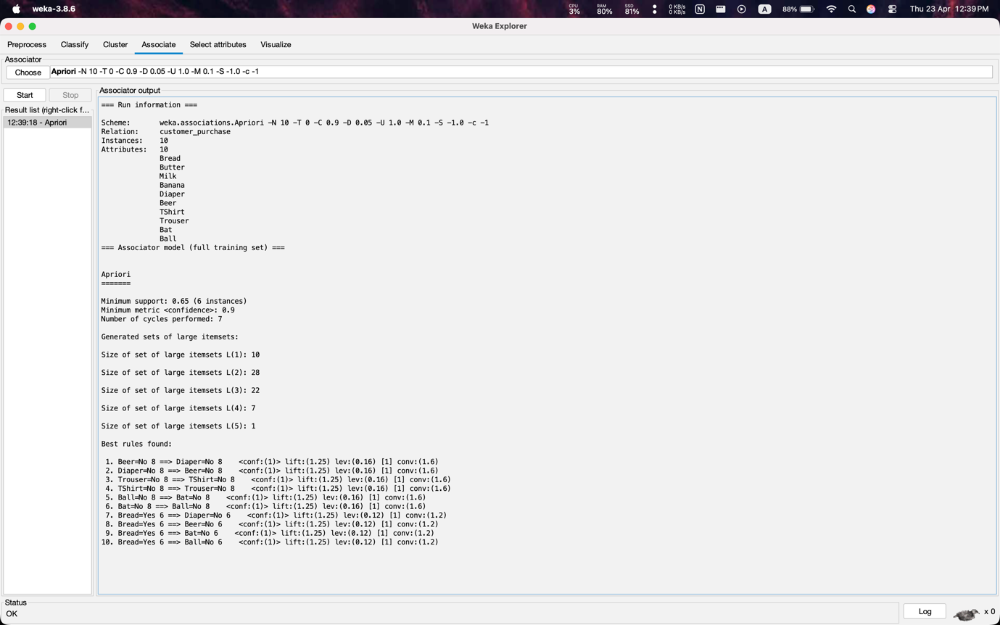 weka-3.8.6 CPU 3% RAM 80% SSD 81% 0 KB/s 0 KB/s N A 88% Thu 23 Apr 12:39 PM
Weka Explorer
Preprocess Classify Cluster Associate Select attributes Visualize
Associator
Choose Apriori -N 10 -T 0 -C 0.9 -D 0.05 -U 1.0 -M 0.1 -S -1.0 -c -1
Start Stop
Result list (right-click f...
12:39:18 - Apriori
Associator output
=== Run information ===
Scheme: weka.associations.Apriori -N 10 -T 0 -C 0.9 -D 0.05 -U 1.0 -M 0.1 -S -1.0 -c -1
Relation: customer_purchase
Instances: 10
Attributes: 10
Bread
Butter
Milk
Banana
Diaper
Beer
TShirt
Trouser
Bat
Ball
=== Associator model (full training set) ===
Apriori
=======
Minimum support: 0.65 (6 instances)
Minimum metric <confidence>: 0.9
Number of cycles performed: 7
Generated sets of large itemsets:
Size of set of large itemsets L(1): 10
Size of set of large itemsets L(2): 28
Size of set of large itemsets L(3): 22
Size of set of large itemsets L(4): 7
Size of set of large itemsets L(5): 1
Best rules found:
1. Beer=No 8 ==> Diaper=No 8 <conf:(1)> lift:(1.25) lev:(0.16) [1] conv:(1.6)
2. Diaper=No 8 ==> Beer=No 8 <conf:(1)> lift:(1.25) lev:(0.16) [1] conv:(1.6)
3. Trouser=No 8 ==> TShirt=No 8 <conf:(1)> lift:(1.25) lev:(0.16) [1] conv:(1.6)
4. TShirt=No 8 ==> Trouser=No 8 <conf:(1)> lift:(1.25) lev:(0.16) [1] conv:(1.6)
5. Ball=No 8 ==> Bat=No 8 <conf:(1)> lift:(1.25) lev:(0.16) [1] conv:(1.6)
6. Bat=No 8 ==> Ball=No 8 <conf:(1)> lift:(1.25) lev:(0.16) [1] conv:(1.6)
7. Bread=Yes 6 ==> Diaper=No 6 <conf:(1)> lift:(1.25) lev:(0.12) [1] conv:(1.2)
8. Bread=Yes 6 ==> Beer=No 6 <conf:(1)> lift:(1.25) lev:(0.12) [1] conv:(1.2)
9. Bread=Yes 6 ==> Bat=No 6 <conf:(1)> lift:(1.25) lev:(0.12) [1] conv:(1.2)
10. Bread=Yes 6 ==> Ball=No 6 <conf:(1)> lift:(1.25) lev:(0.12) [1] conv:(1.2)
Status
OK
Log x 0